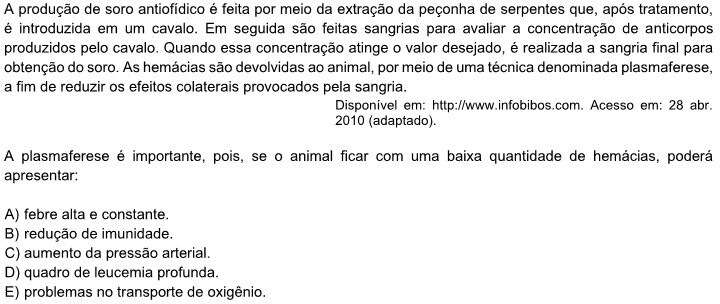 A produção de soro antiofídico é feita por meio da extração da peçonha de serpentes que, após tratamento,
é introduzida em um cavalo. Em seguida são feitas sangrias para avaliar a concentração de anticorpos
produzidos pelo cavalo. Quando essa concentração atinge o valor desejado, é realizada a sangria final para
obtenção do soro. As hemácias são devolvidas ao animal, por meio de uma técnica denominada plasmaferese,
a fim de reduzir os efeitos colaterais provocados pela sangria.
Disponível em: http://www.infobibos.com. Acesso em: 28 abr.
2010 (adaptado).
A plasmaferese é importante, pois, se o animal ficar com uma baixa quantidade de hemácias, poderá
apresentar:
A) febre alta e constante.
B) redução de imunidade.
C) aumento da pressão arterial.
D) quadro de leucemia profunda.
E) problemas no transporte de oxigênio.